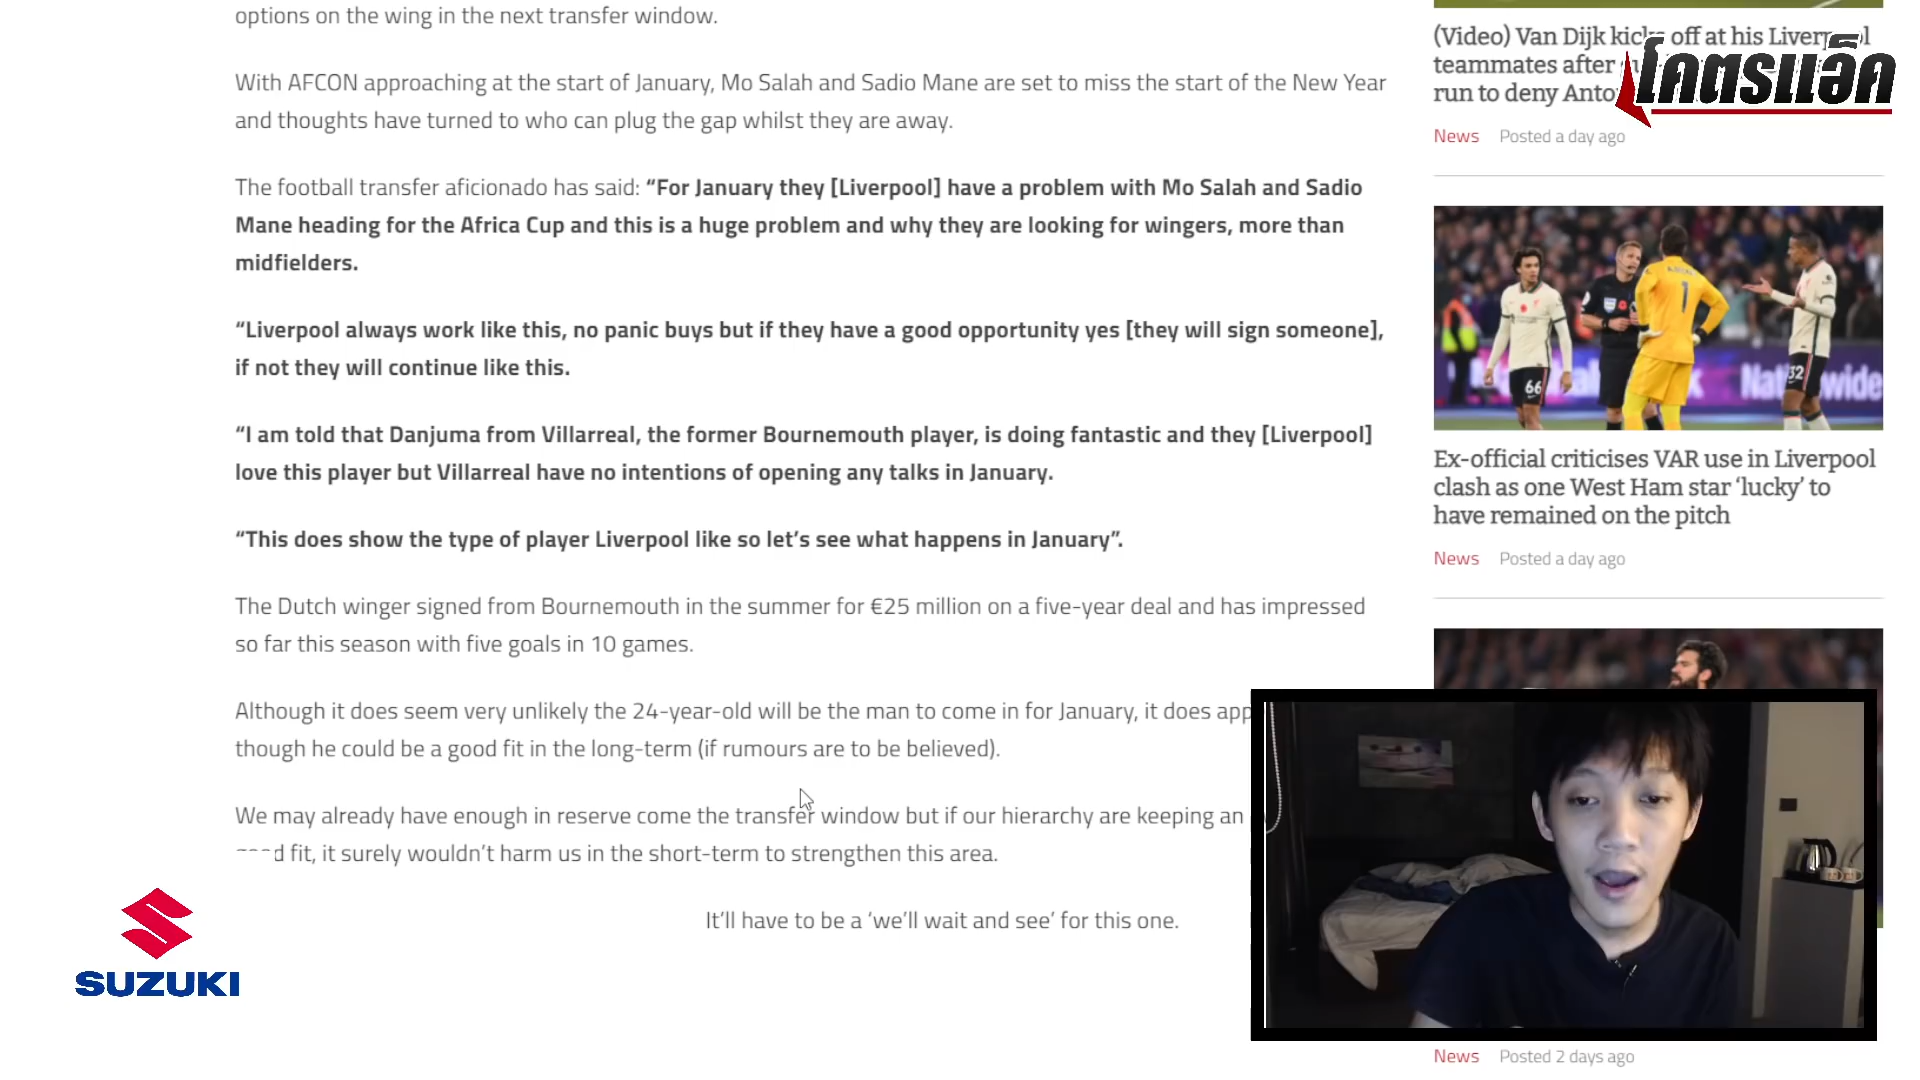 options on the wing in the next transfer window.
With AFCON approaching at the start of January, Mo Salah and Sadio Mane are set to miss the start of the New Year
and thoughts have turned to who can plug the gap whilst they are away.
The football transfer aficionado has said: “For January they [Liverpool] have a problem with Mo Salah and Sadio
Mane heading for the Africa Cup and this is a huge problem and why they are looking for wingers, more than
midfielders.
“Liverpool always work like this, no panic buys but if they have a good opportunity yes [they will sign someone],
if not they will continue like this.
“I am told that Danjuma from Villarreal, the former Bournemouth player, is doing fantastic and they [Liverpool]
love this player but Villarreal have no intentions of opening any talks in January.
“This does show the type of player Liverpool like so let’s see what happens in January”.
The Dutch winger signed from Bournemouth in the summer for €25 million on a five-year deal and has impressed
so far this season with five goals in 10 games.
Although it does seem very unlikely the 24-year-old will be the man to come in for January, it does app
though he could be a good fit in the long-term (if rumours are to be believed).
We may already have enough in reserve come the transfer window but if our hierarchy are keeping an
fit, it surely wouldn’t harm us in the short-term to strengthen this area.
It’ll have to be a ‘we’ll wait and see’ for this one.
SUZUKI
(Video) Van Dijk kicks off at his Liverpool
teammates after
run to deny Anto
โคตรแอ็ค
News Posted a day ago
66
1
32
Ex-official criticises VAR use in Liverpool
clash as one West Ham star ‘lucky’ to
have remained on the pitch
News Posted a day ago
News Posted 2 days ago